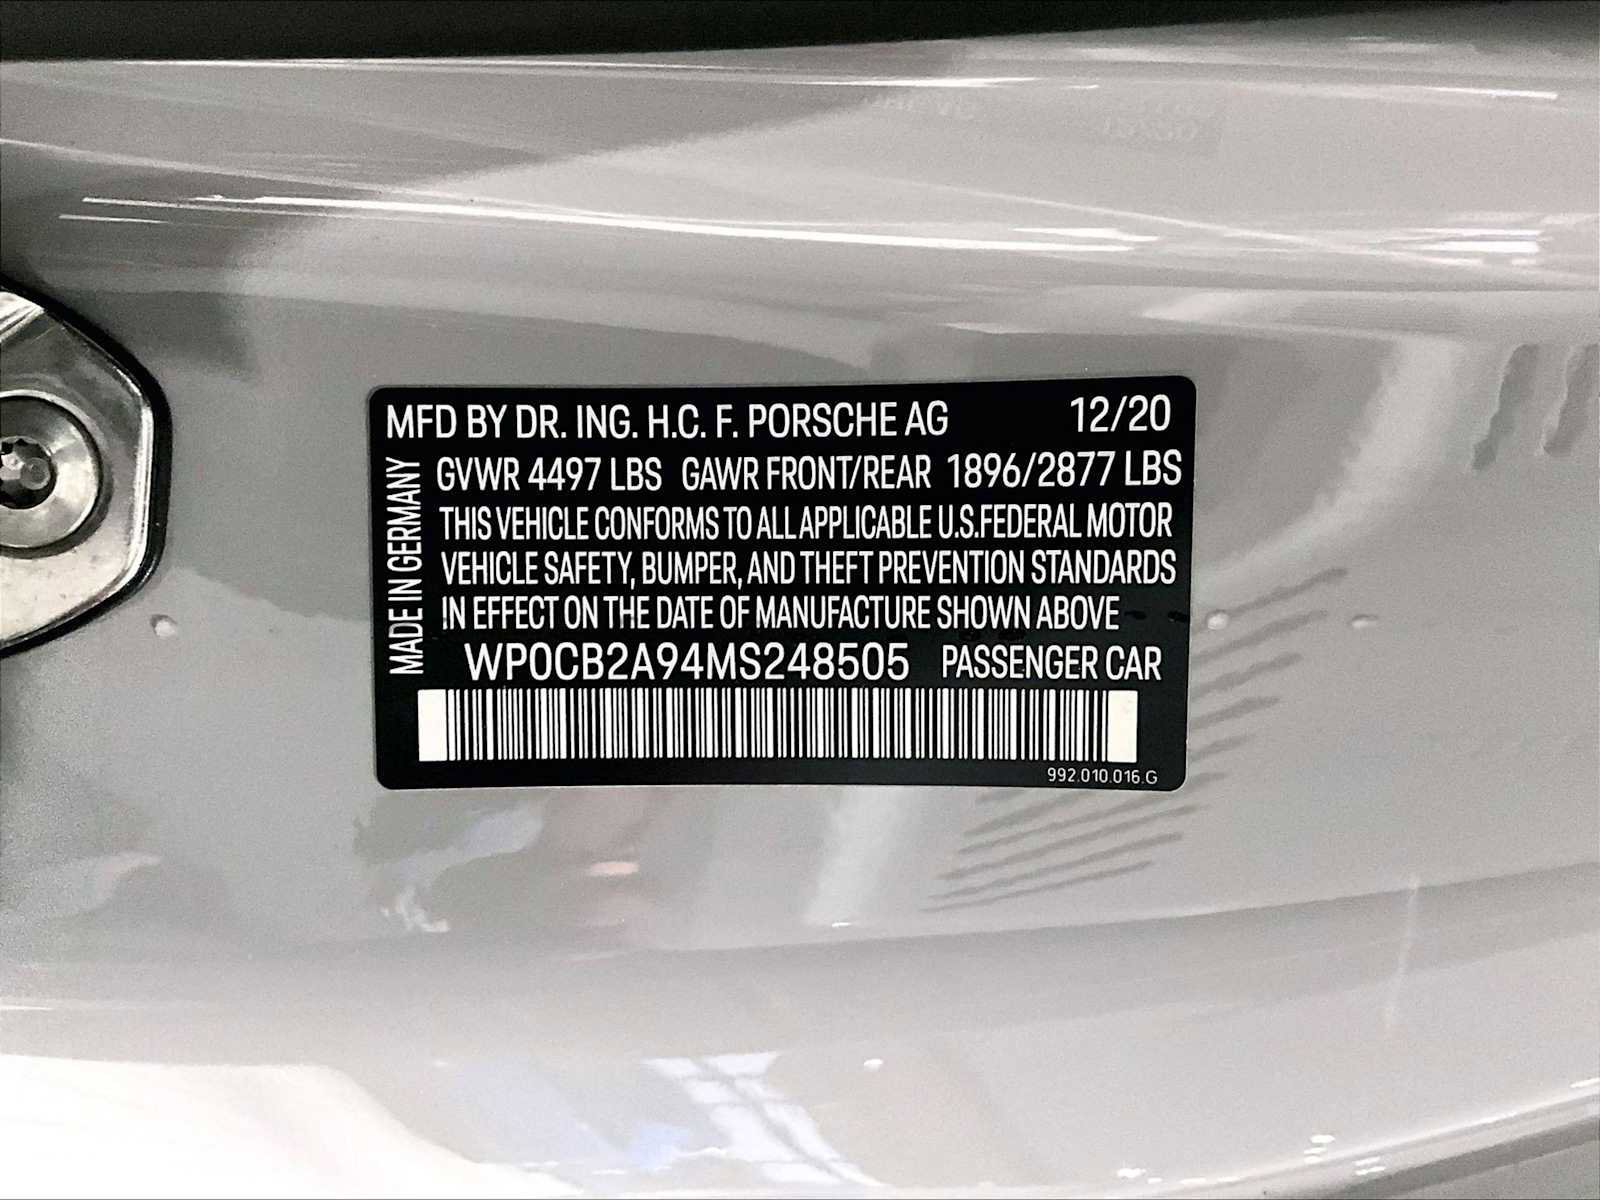 MFD BY DR. ING. H.C. F. PORSCHE AG 12/20
MADE IN GERMANY
GVWR 4497 LBS GAWR FRONT/REAR 1896/2877 LBS
THIS VEHICLE CONFORMS TO ALL APPLICABLE U.S.FEDERAL MOTOR
VEHICLE SAFETY, BUMPER, AND THEFT PREVENTION STANDARDS
IN EFFECT ON THE DATE OF MANUFACTURE SHOWN ABOVE
WP0CB2A94MS248505 PASSENGER CAR
992.010.016.G